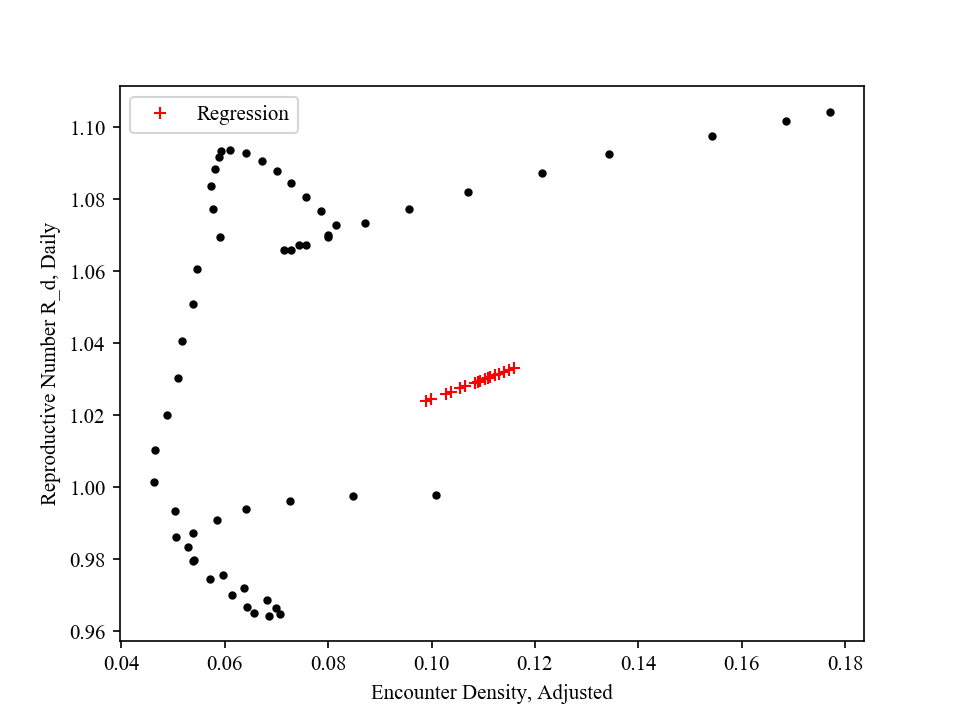 Regression
1.10
1.08
1.06
1.04
1.02
1.00
0.98
0.96
Reproductive Number R_d, Daily
0.04 0.06 0.08 0.10 0.12 0.14 0.16 0.18
Encounter Density, Adjusted